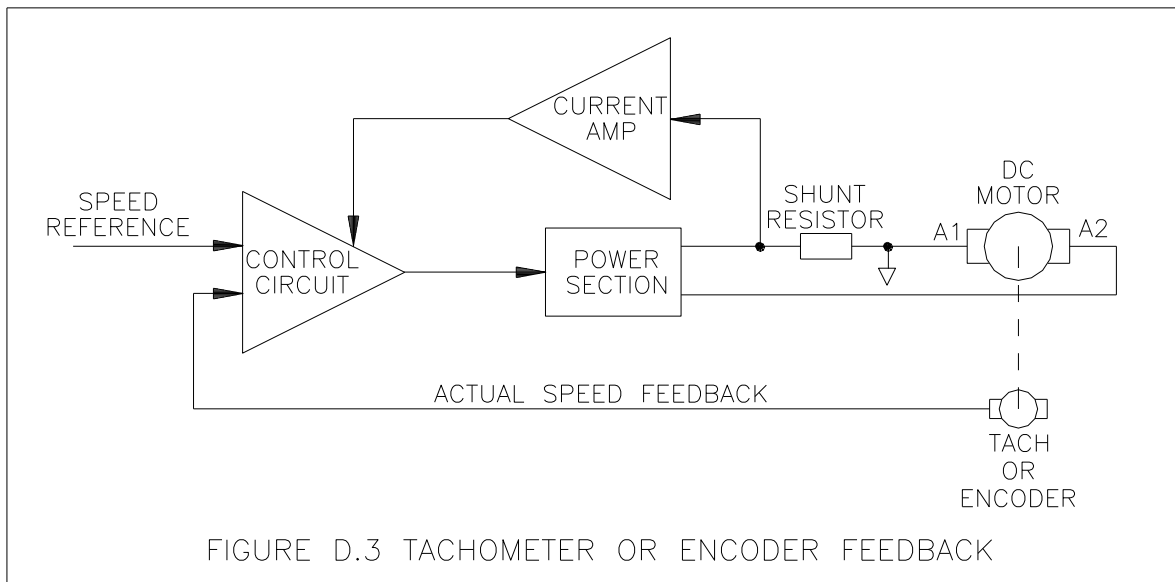 CURRENT
AMP
SPEED
REFERENCE
CONTROL
CIRCUIT
POWER
SECTION
SHUNT
RESISTOR
DC
MOTOR
A1
A2
ACTUAL SPEED FEEDBACK
TACH
OR
ENCODER
FIGURE D.3 TACHOMETER OR ENCODER FEEDBACK